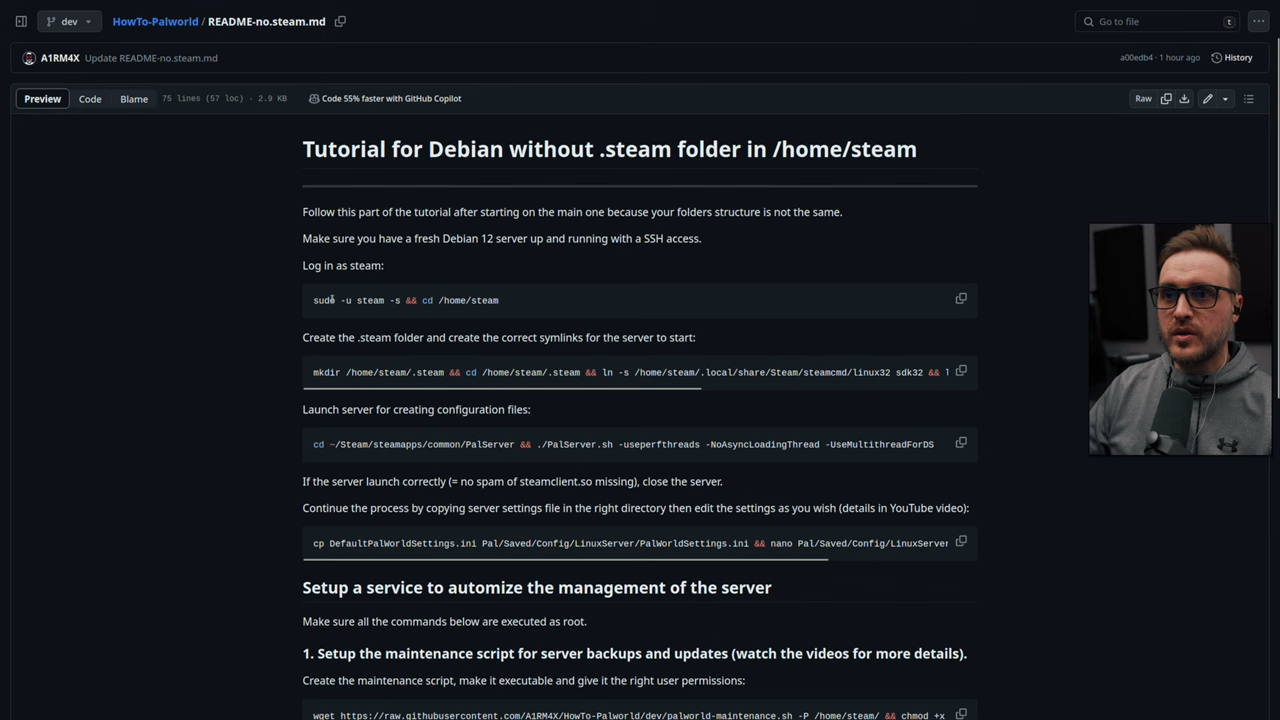 dev
HowTo-Palworld / README-no.steam.md
Go to file
t
A1RM4X Update README-no.steam.md
a00edb4 · 1 hour ago
History
Preview Code Blame 75 lines (57 loc) · 2.9 KB Code 55% faster with GitHub Copilot
Raw
Tutorial for Debian without .steam folder in /home/steam
Follow this part of the tutorial after starting on the main one because your folders structure is not the same.
Make sure you have a fresh Debian 12 server up and running with a SSH access.
Log in as steam:
sudo -u steam -s && cd /home/steam
Create the .steam folder and create the correct symlinks for the server to start:
mkdir /home/steam/.steam && cd /home/steam/.steam && ln -s /home/steam/.local/share/Steam/steamcmd/linux32 sdk32 && l
Launch server for creating configuration files:
cd ~/Steam/steamapps/common/PalServer && ./PalServer.sh -useperfthreads -NoAsyncLoadingThread -UseMultithreadForDS
If the server launch correctly (= no spam of steamclient.so missing), close the server.
Continue the process by copying server settings file in the right directory then edit the settings as you wish (details in YouTube video):
cp DefaultPalWorldSettings.ini Pal/Saved/Config/LinuxServer/PalWorldSettings.ini && nano Pal/Saved/Config/LinuxServer
Setup a service to automize the management of the server
Make sure all the commands below are executed as root.
1. Setup the maintenance script for server backups and updates (watch the videos for more details).
Create the maintenance script, make it executable and give it the right user permissions:
wget https://raw.githubusercontent.com/A1RM4X/HowTo-Palworld/dev/palworld-maintenance.sh -P /home/steam/ && chmod +x